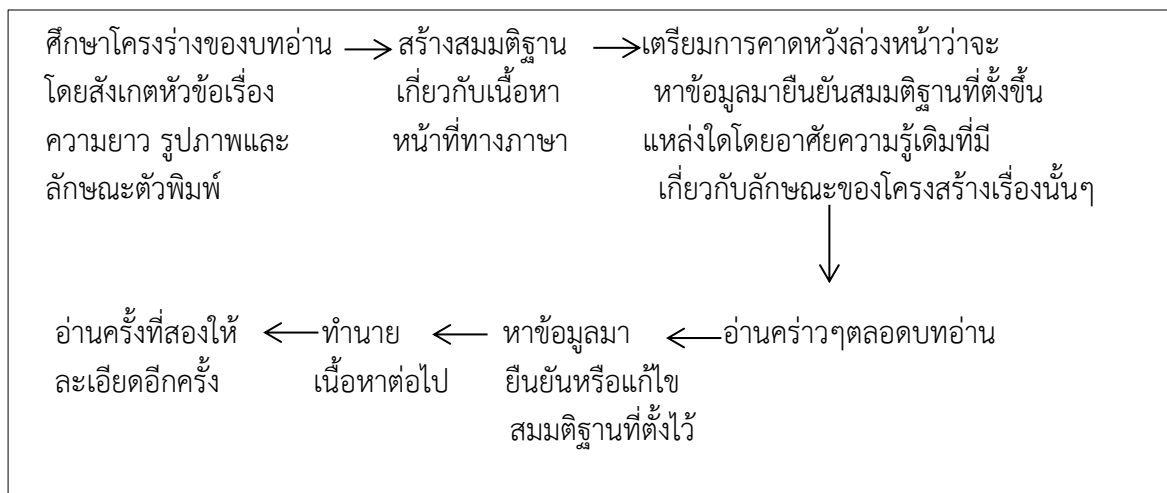 ศึกษาโครงร่างของบทอ่าน
โดยสังเกตหัวข้อเรื่อง
ความยาว รูปภาพและ
ลักษณะตัวพิมพ์
สร้างสมมติฐาน
เกี่ยวกับเนื้อหา
หน้าที่ทางภาษา
เตรียมการคาดหวังล่วงหน้าว่าจะ
หาข้อมูลมายืนยันสมมติฐานที่ตั้งขึ้น
แหล่งใดโดยอาศัยความรู้เดิมที่มี
เกี่ยวกับลักษณะของโครงสร้างเรื่องนั้นๆ
อ่านคร่าวๆตลอดบทอ่าน
หาข้อมูลมา
ยืนยันหรือแก้ไข
สมมติฐานที่ตั้งไว้
ทำนาย
เนื้อหาต่อไป
อ่านครั้งที่สองให้
ละเอียดอีกครั้ง